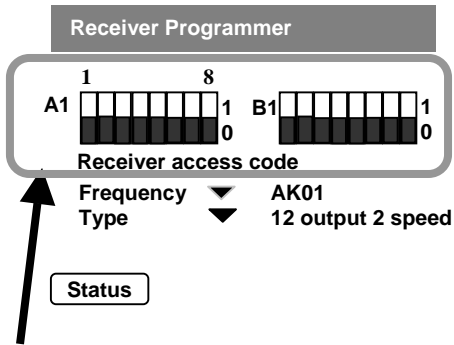 Receiver Programmer
1 8
A1 1 B1 1
0 0
Receiver access code
Frequency AK01
Type 12 output 2 speed
Status